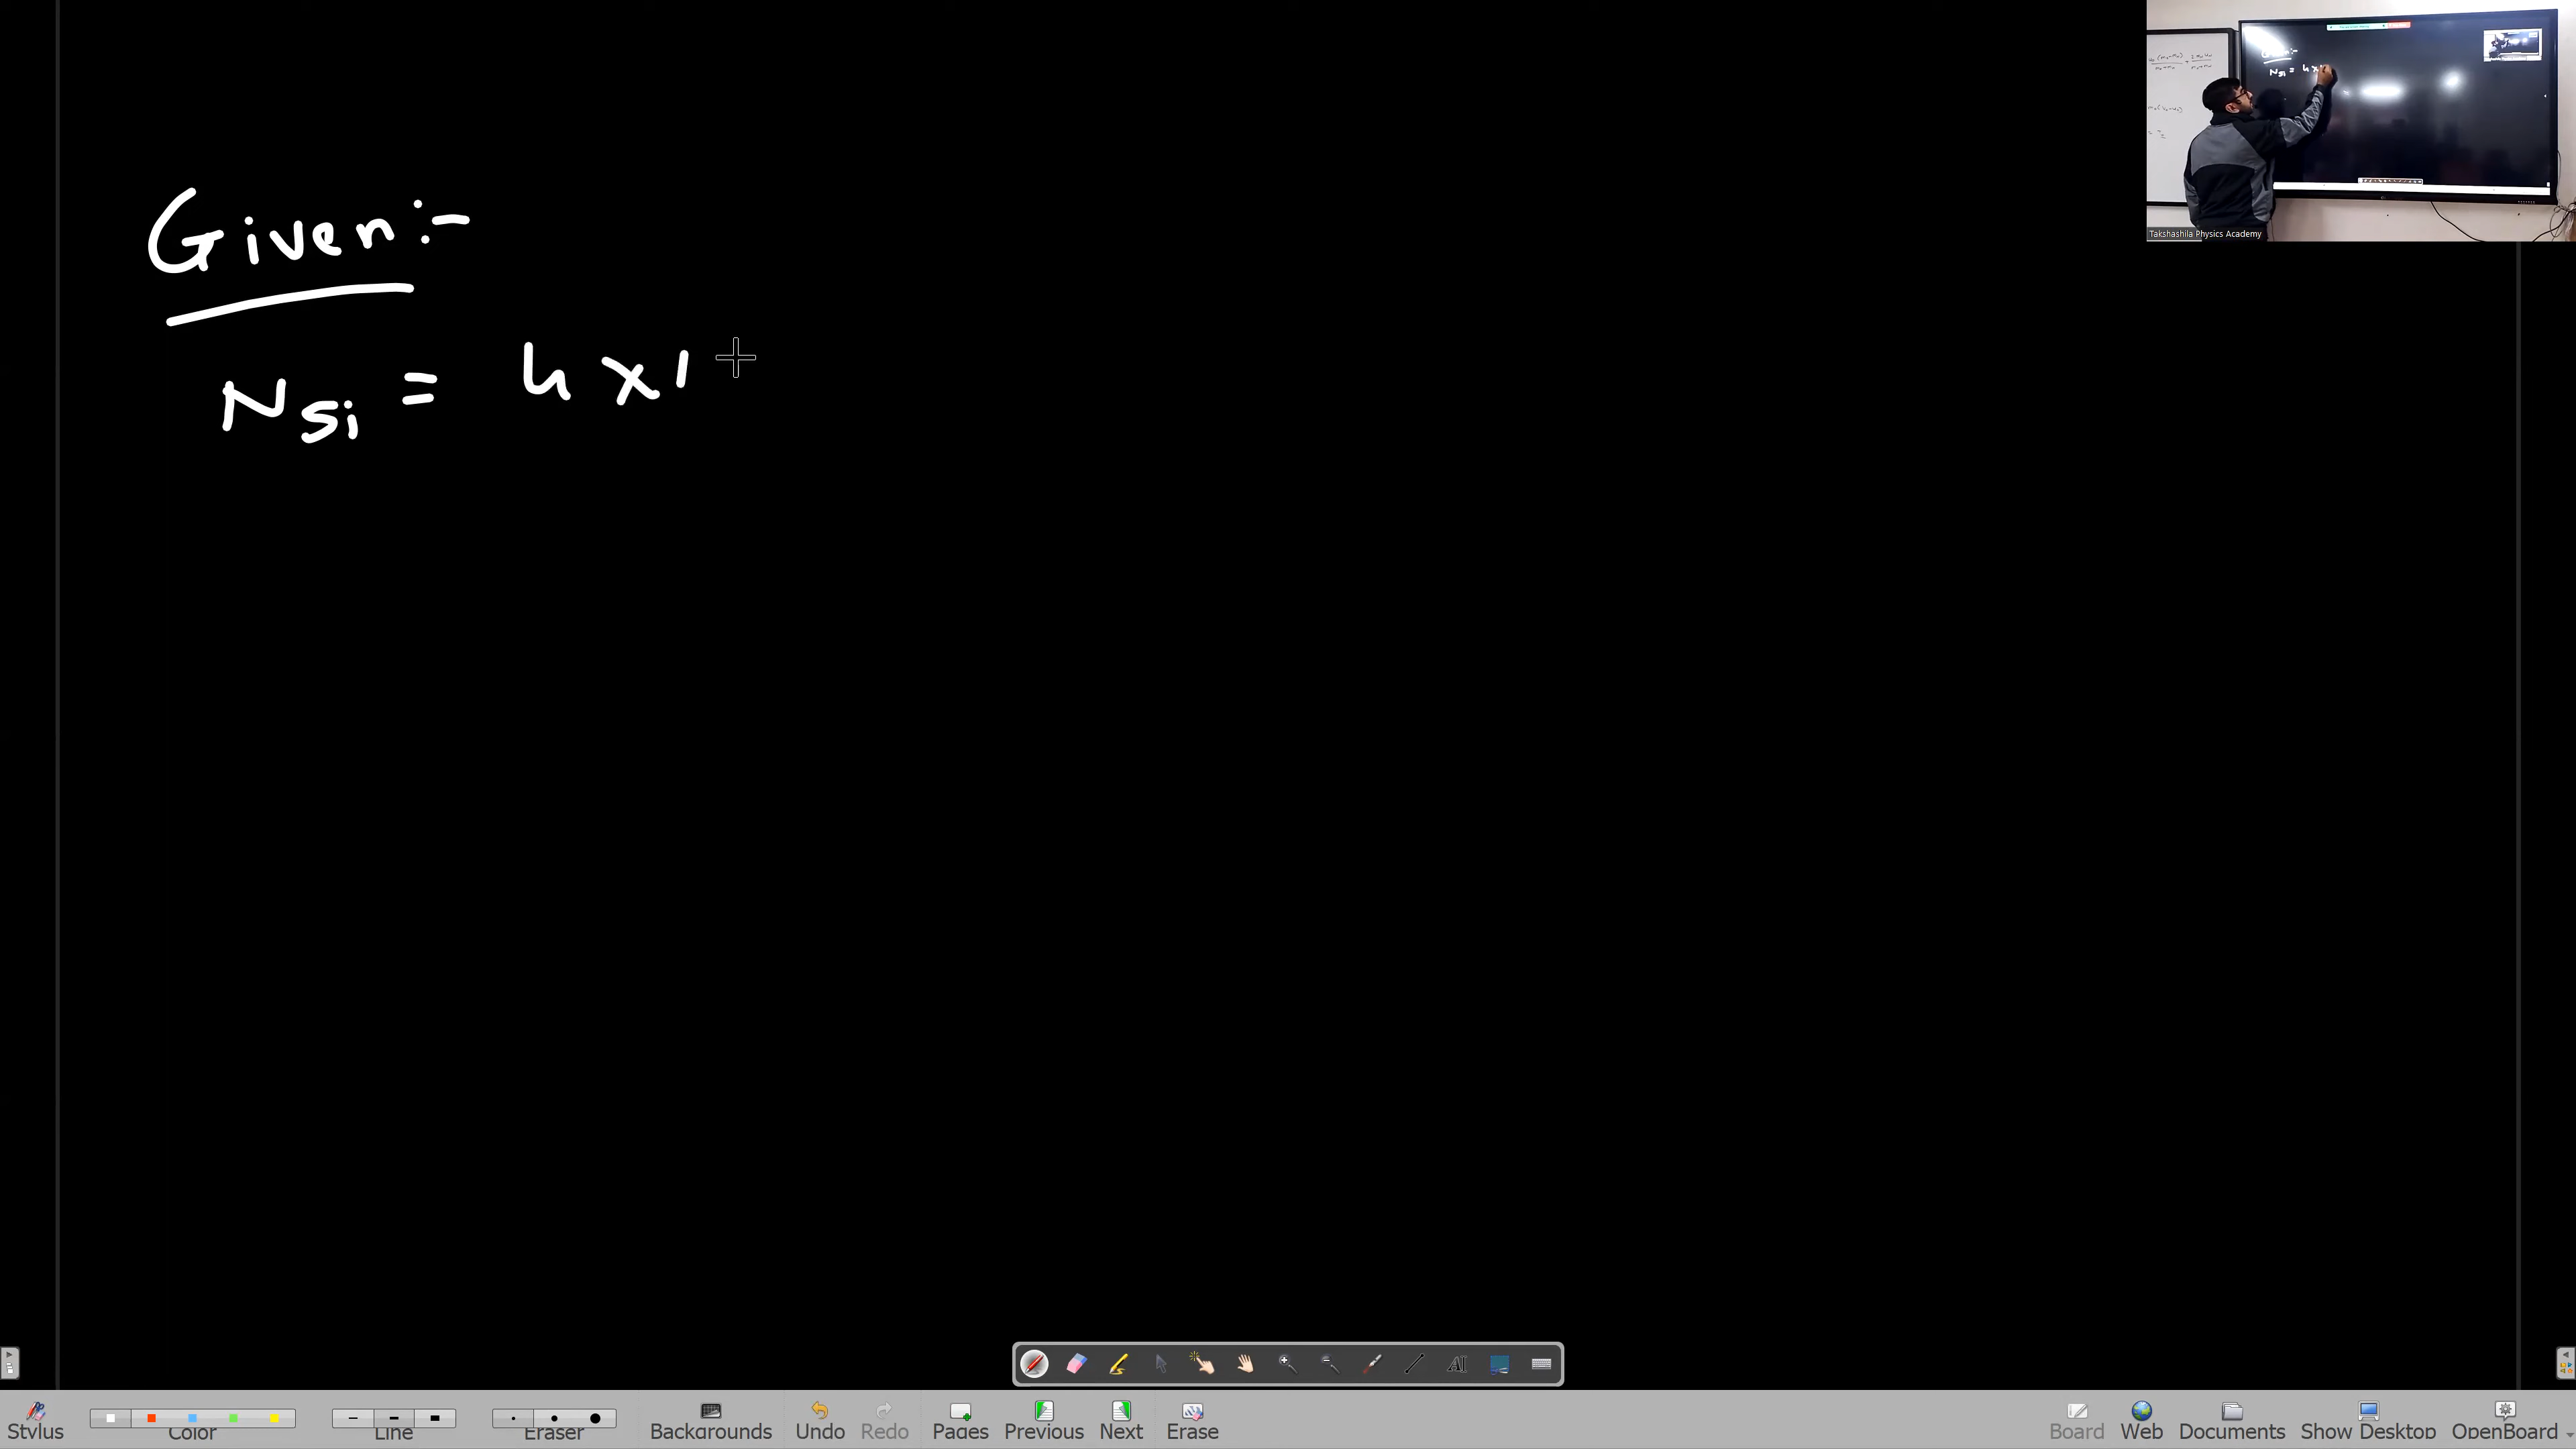 Given:-
N Si = 4 x 1
Takshashila Physics Academy
Stylus
Color
Line
Eraser
Backgrounds
Undo
Redo
Pages
Previous
Next
Erase
Board
Web
Documents
Show Desktop
OpenBoard